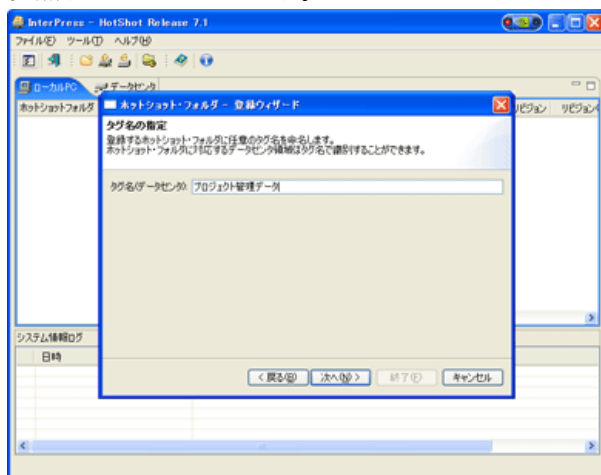 InterPress - HotShot Release 7.1
ファイル(F) ツール(T) ヘルプ(H)
ローカルPC データセンタ
ホットショットフォルダ
リビジョン
ホットショット・フォルダ - 登録ウィザード
タグ名の指定
登録するホットショット・フォルダに任意のタグ名を命名します。
ホットショット・フォルダに対応するデータセンタ領域はタグ名で識別することができます。
タグ名(データセンタ): プロジェクト管理データ
システム情報ログ
日時
< 戻る(B) 次へ(N) > 終了(F) キャンセル